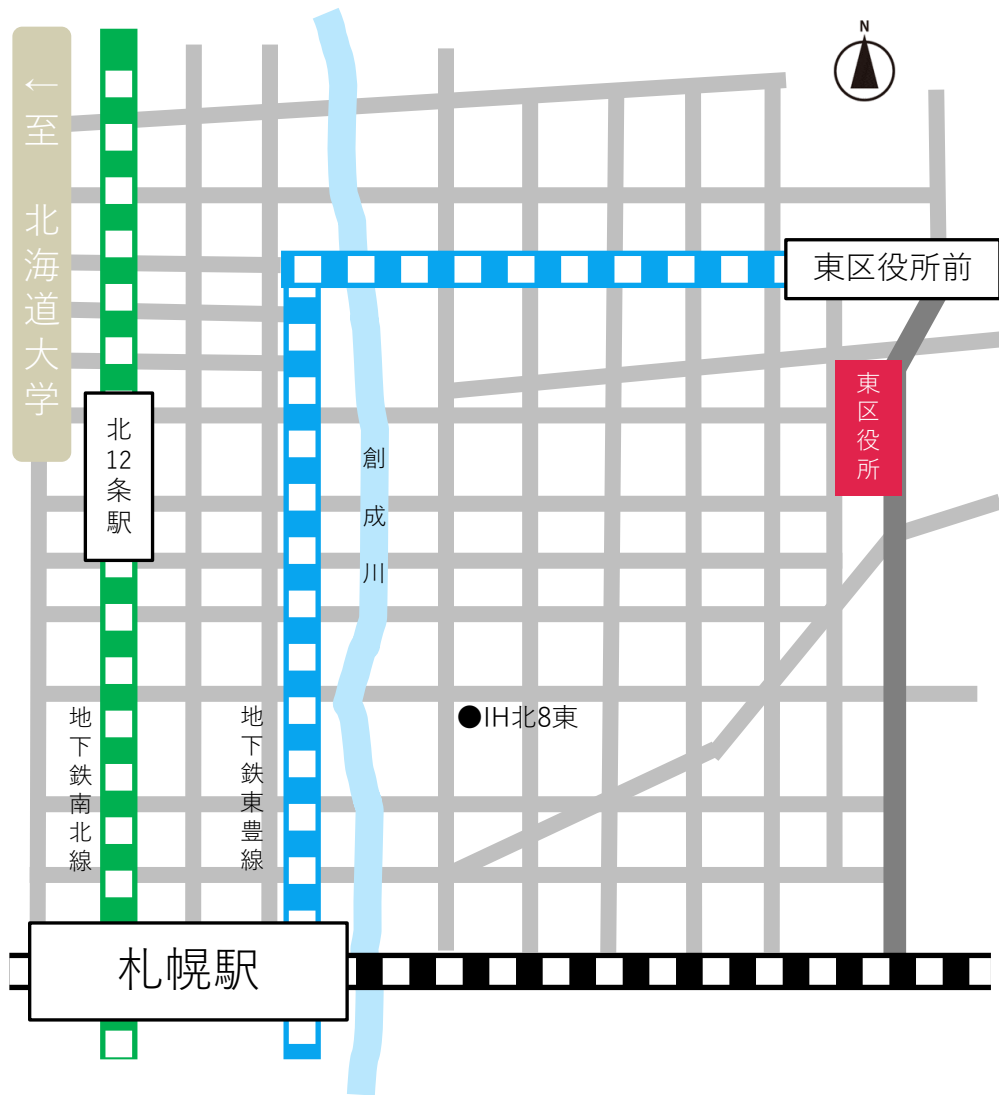 N
←至 北海道大学
東区役所前
東区役所
北12条駅
創成川
地下鉄南北線
地下鉄東豊線
●IH北8東
札幌駅